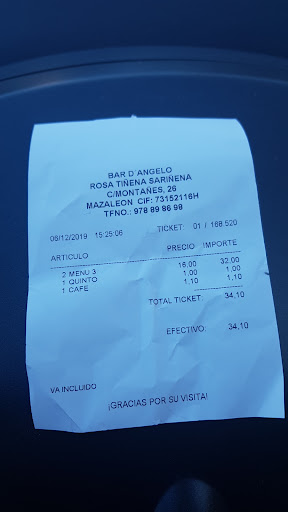 BAR D´ANGELO
ROSA TIÑENA SARIÑENA
C/MONTAÑES, 26
MAZALEON CIF: 73152116H
TFNO.: 978 89 86 98
06/12/2019 15:25:06 TICKET: 01 / 168.520
ARTICULO PRECIO IMPORTE
2 MENU 3 16,00 32,00
1 QUINTO 1,00 1,00
1 CAFE 1,10 1,10
TOTAL TICKET: 34,10
EFECTIVO: 34,10
VA INCLUIDO
¡GRACIAS POR SU VISITA!